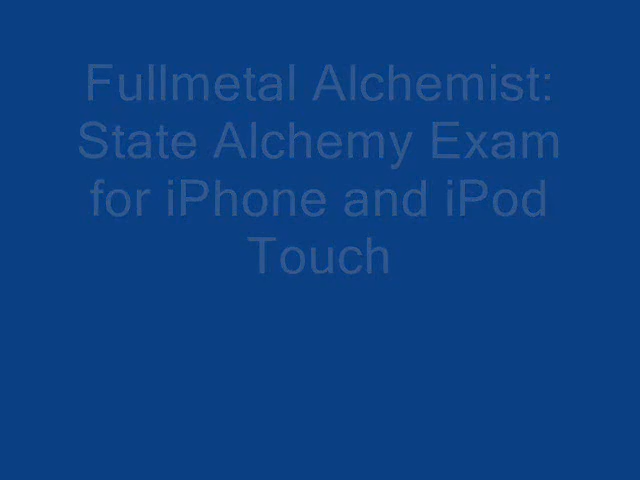 Fullmetal Alchemist:
State Alchemy Exam
for iPhone and iPod
Touch